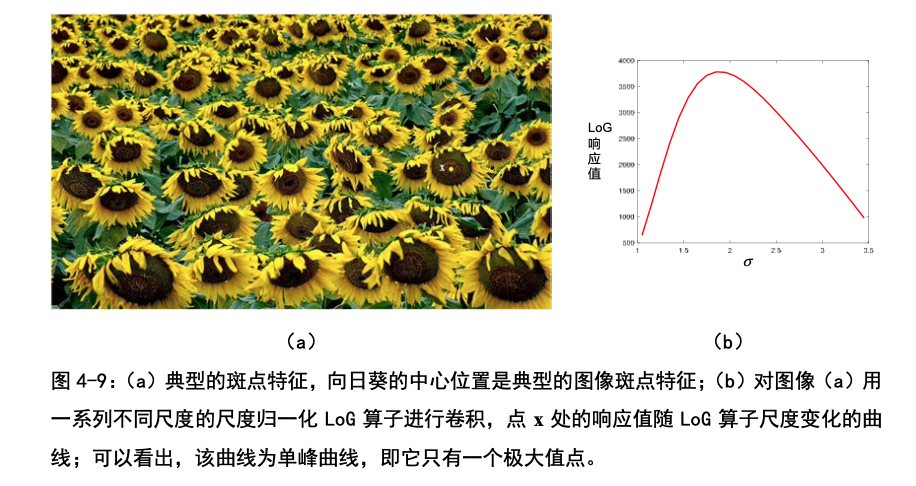 x
LoG
响
应
值
4000
3500
3000
2500
2000
1500
1000
500
1
1.5
2
2.5
3
3.5
σ
（a）
（b）
图 4-9：（a）典型的斑点特征，向日葵的中心位置是典型的图像斑点特征；（b）对图像（a）用
一系列不同尺度的尺度归一化 LoG 算子进行卷积，点 x 处的响应值随 LoG 算子尺度变化的曲
线；可以看出，该曲线为单峰曲线，即它只有一个极大值点。